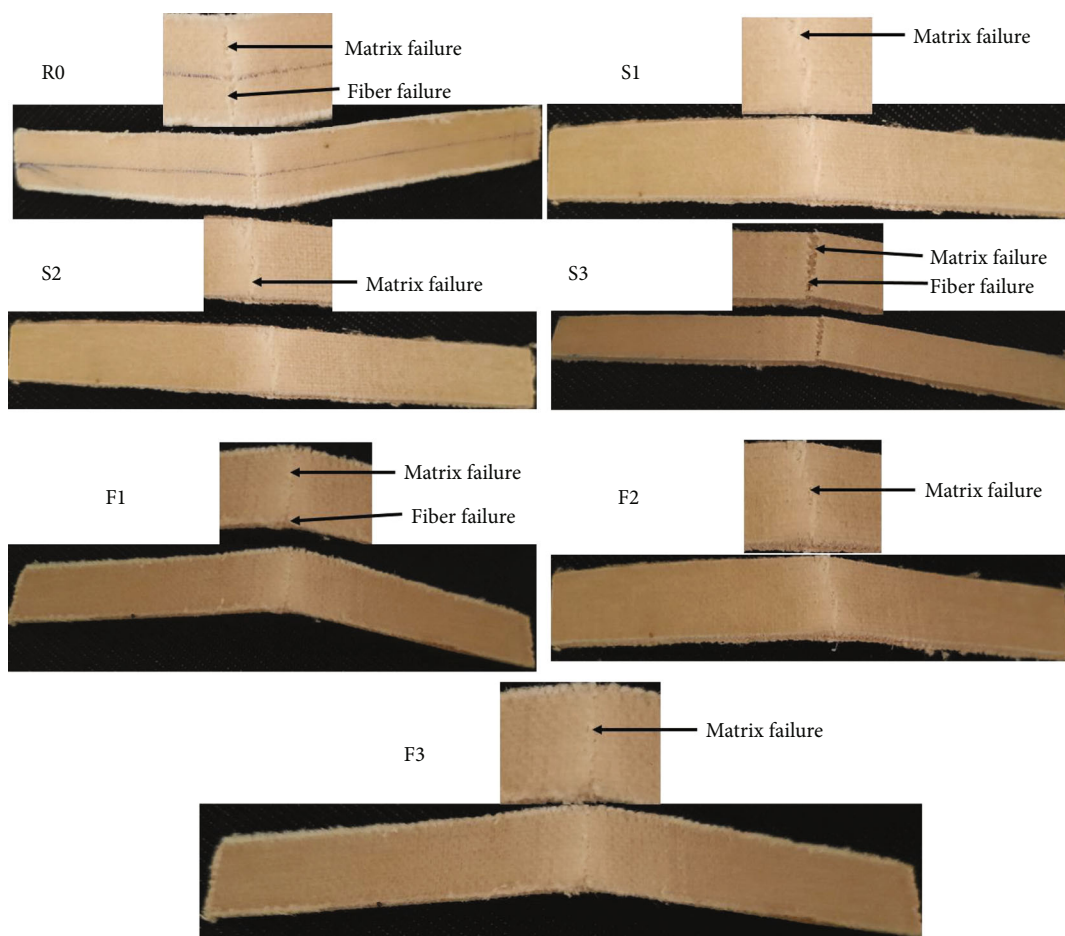 R0
Matrix failure
Fiber failure
S1
Matrix failure
S2
Matrix failure
S3
Matrix failure
Fiber failure
F1
Matrix failure
Fiber failure
F2
Matrix failure
F3
Matrix failure